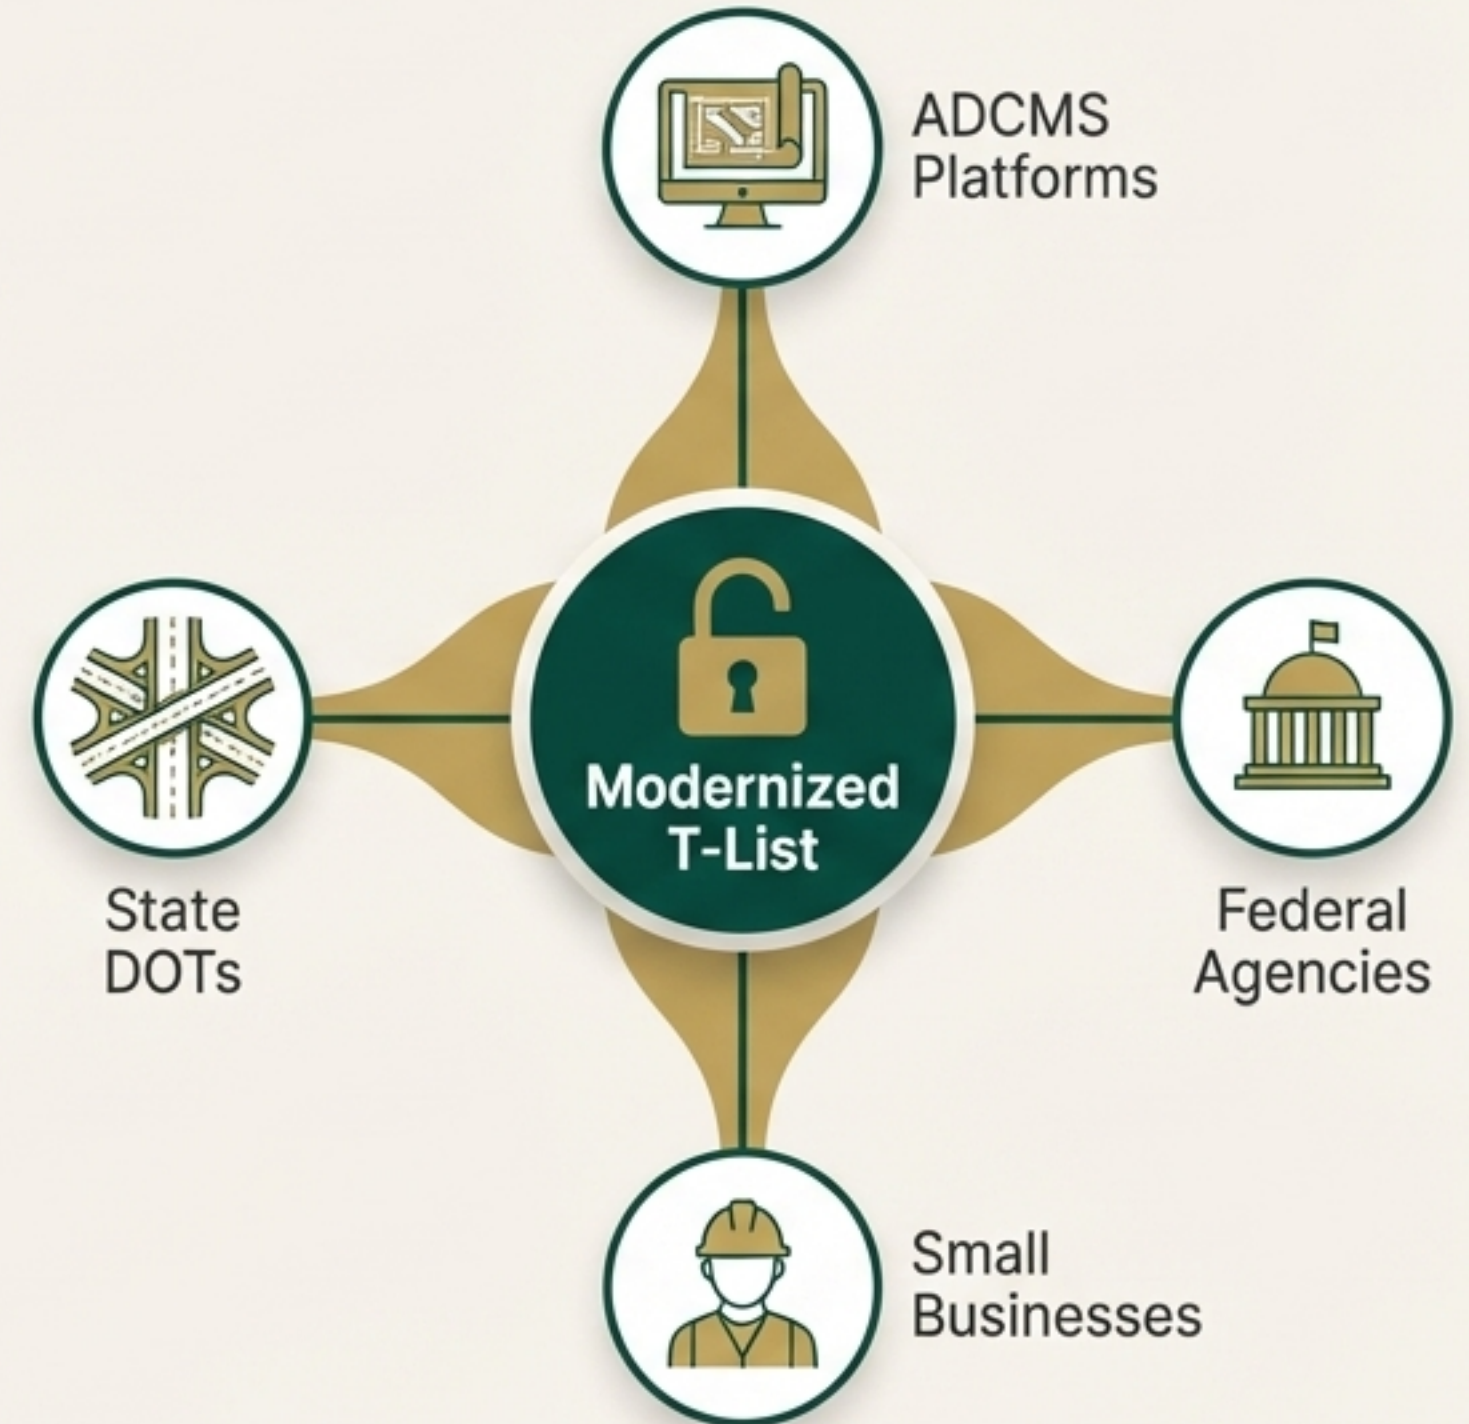 ADCMS
Platforms
Modernized
T-List
State
DOTs
Federal
Agencies
Small
Businesses